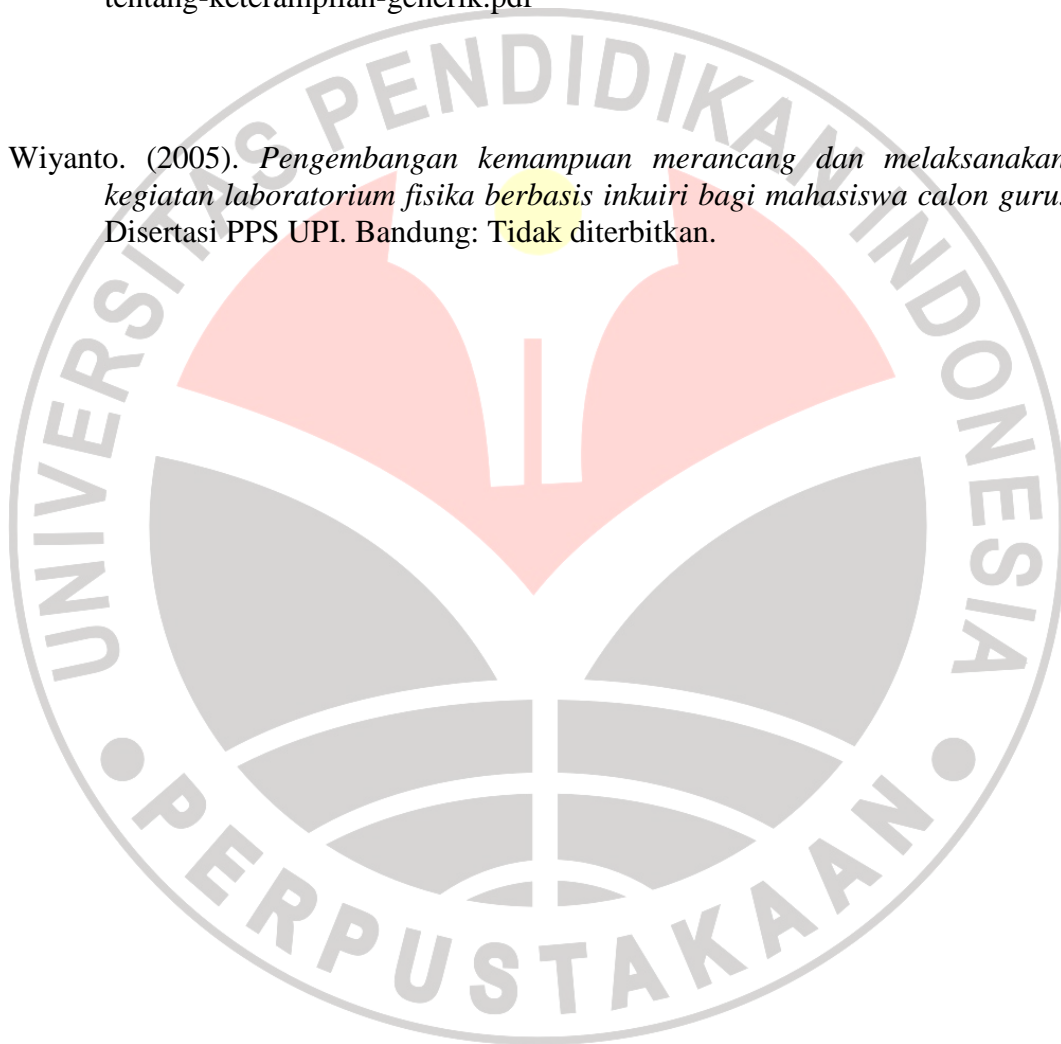 tentang-keterampilan-generik.pdf
Wiyanto. (2005). Pengembangan kemampuan merancang dan melaksanakan
kegiatan laboratorium fisika berbasis inkuiri bagi mahasiswa calon guru.
Disertasi PPS UPI. Bandung: Tidak diterbitkan.
UNIVERSITAS PENDIDIKAN INDONESIA
PERPUSTAKAAN